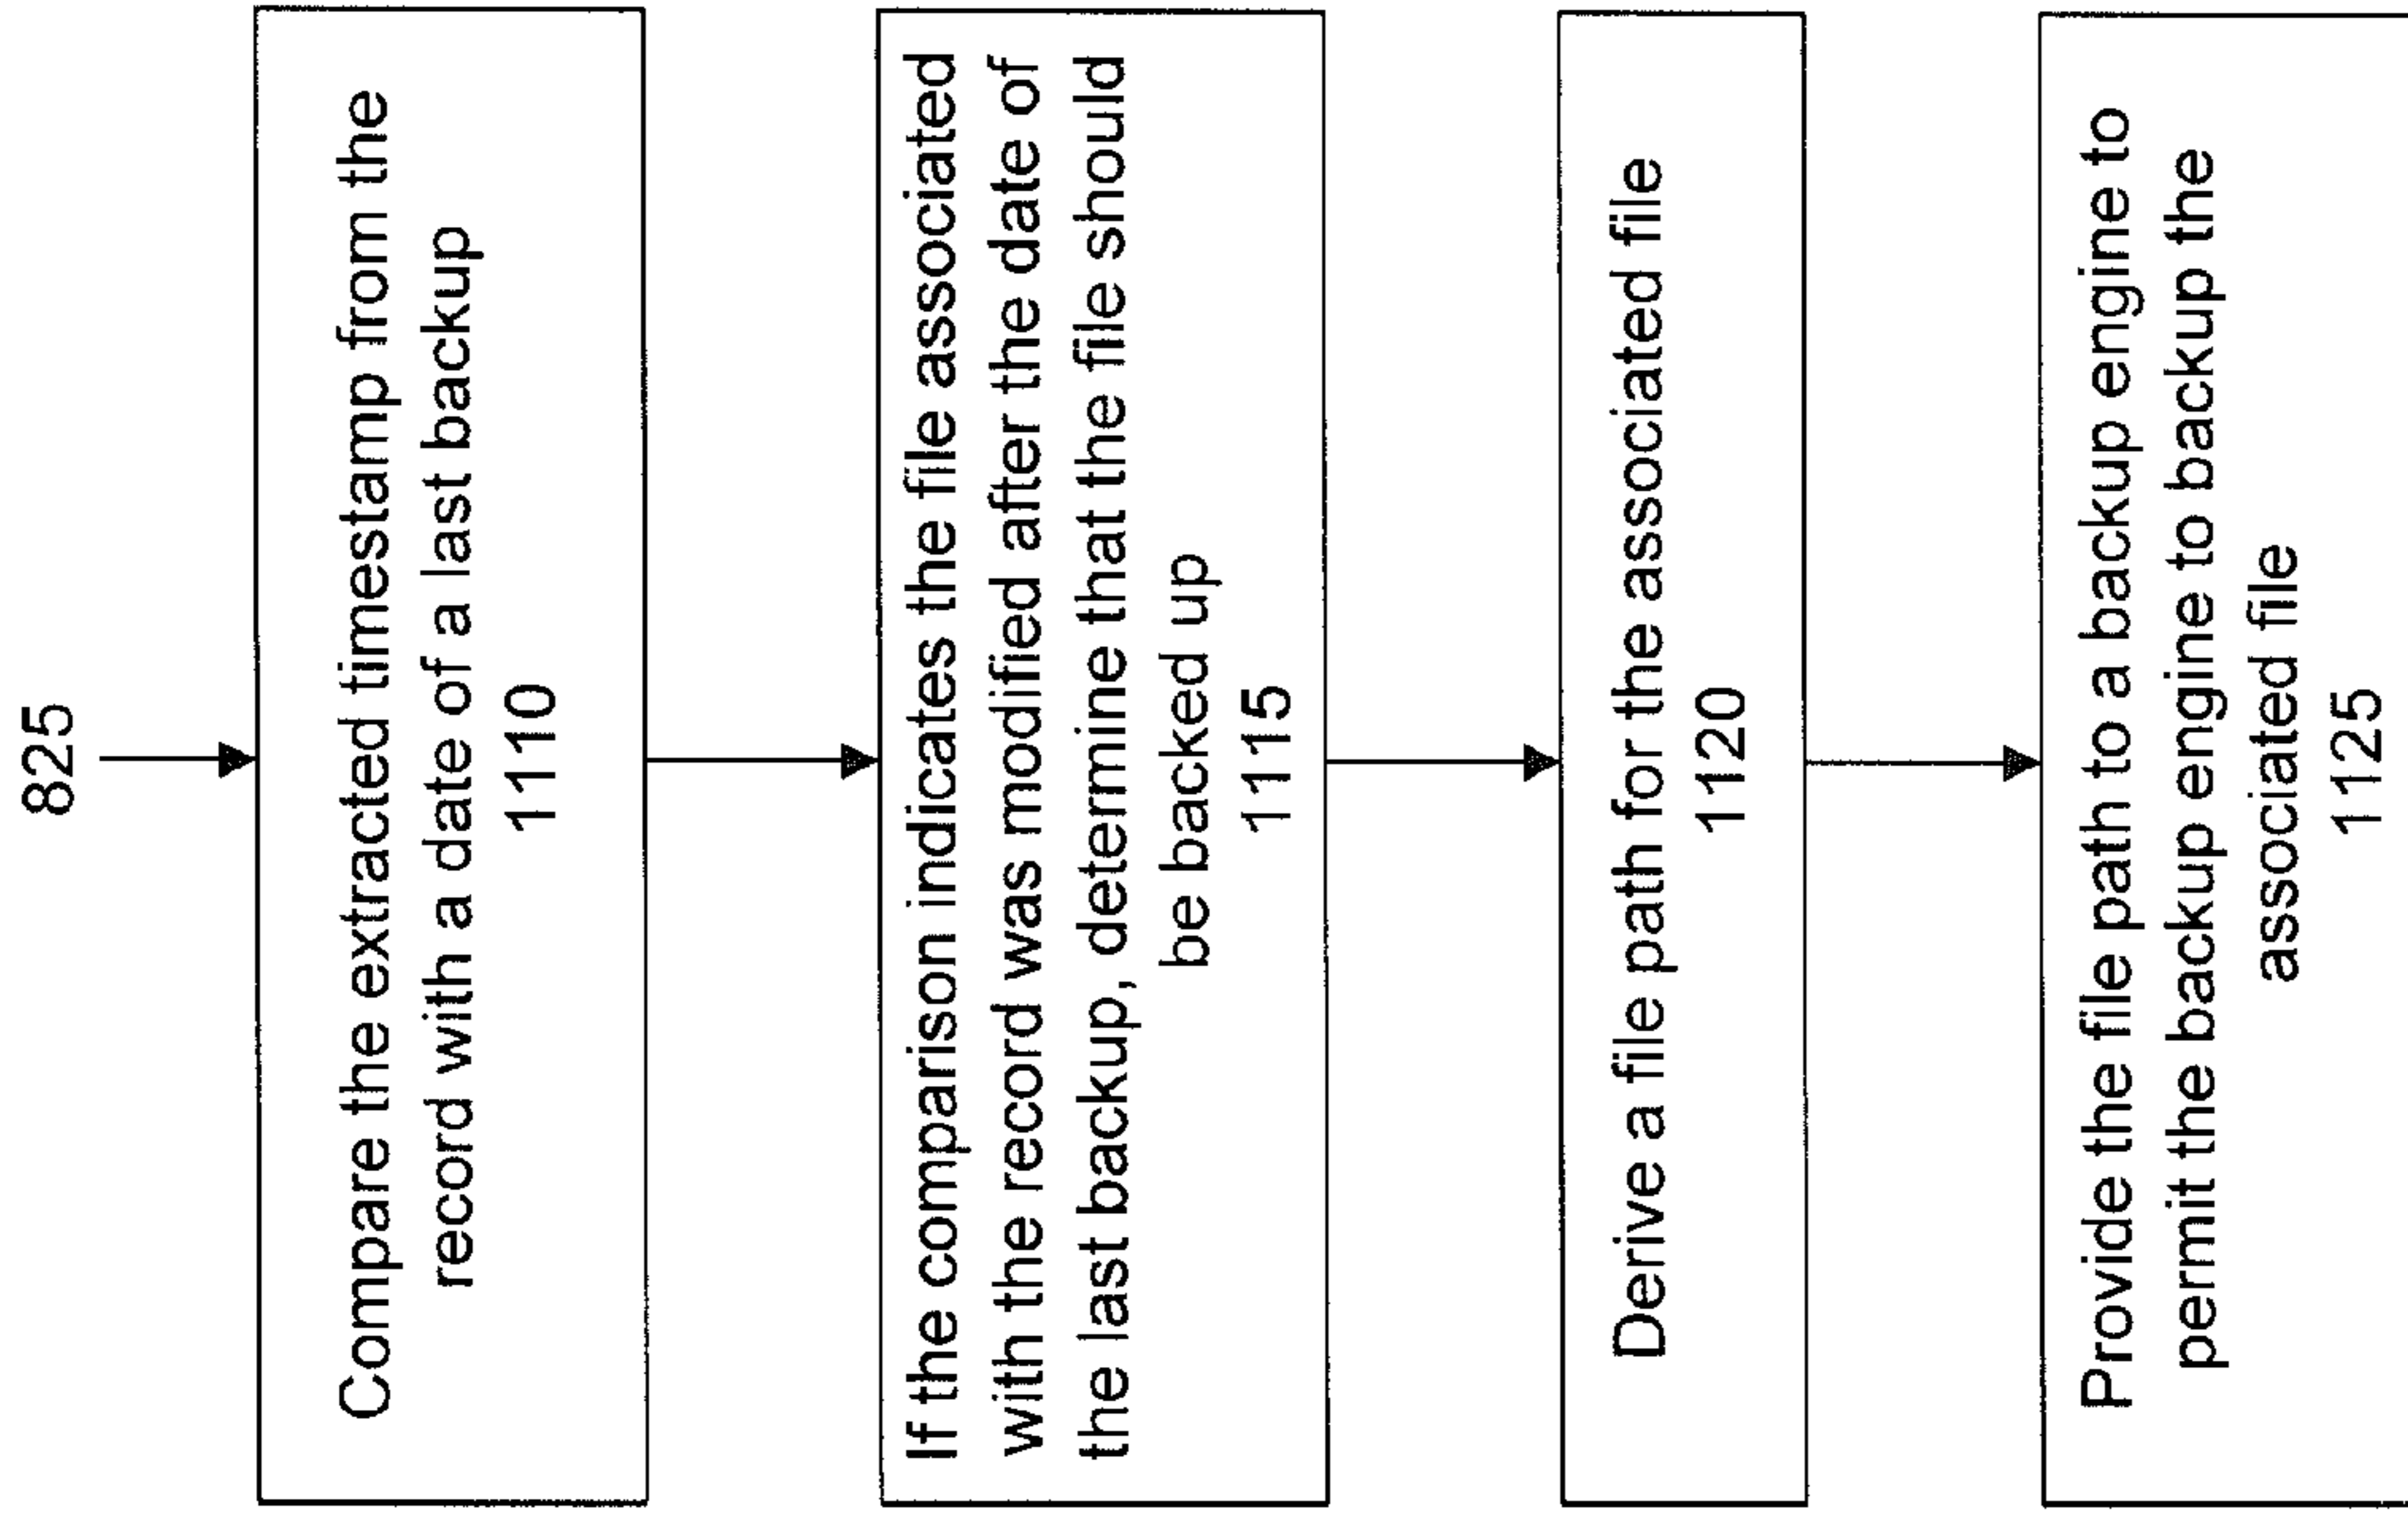 825
Compare the extracted timestamp from the
record with a date of a last backup
1110
If the comparison indicates the file associated
with the record was modified after the date of
the last backup, determine that the file should
be backed up
1115
Derive a file path for the associated file
1120
Provide the file path to a backup engine to
permit the backup engine to backup the
associated file
1125